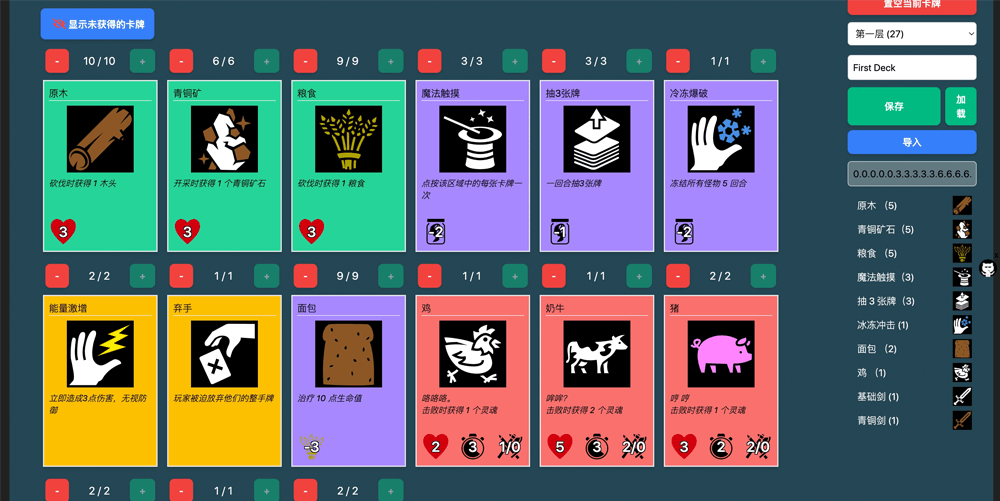 显示未获得的卡牌
置空当前卡牌
第一层 (27)
First Deck
保存
加载
导入
0.0.0.0.0.3.3.3.3.3.6.6.6.6.
原木 （5)
青铜矿石 (5)
粮食 （5)
魔法触摸 （3)
抽 3 张牌 （3)
冰冻冲击 (1)
面包 （2)
鸡 （1)
基础剑 (1)
青铜剑 (1)
- 10 / 10 +
- 6 / 6 +
- 9 / 9 +
- 3 / 3 +
- 3 / 3 +
- 1 / 1 +
原木
砍伐时获得 1 木头
3
青铜矿
开采时获得 1 个青铜矿石
3
粮食
砍伐时获得 1 粮食
3
魔法触摸
点按该区域中的每张卡牌一
次
-2
抽3张牌
一回合抽3张牌
-1
冷冻爆破
冻结所有怪物 5 回合
-2
- 2 / 2 +
- 1 / 1 +
- 9 / 9 +
- 1 / 1 +
- 1 / 1 +
- 2 / 2 +
能量激增
立即造成3点伤害，无视防
御
弃手
玩家被迫放弃他们的整手牌
面包
治疗 10 点生命值
-3
鸡
咯咯咯。
击败时获得 1 个灵魂
2 3 1/0
奶牛
哞哞?
击败时获得 2 个灵魂
5 3 2/0
猪
哼 哼
击败时获得 1 个灵魂
3 2 2/0
- 2 / 2 +
- 1 / 1 +
- 2 / 2 +